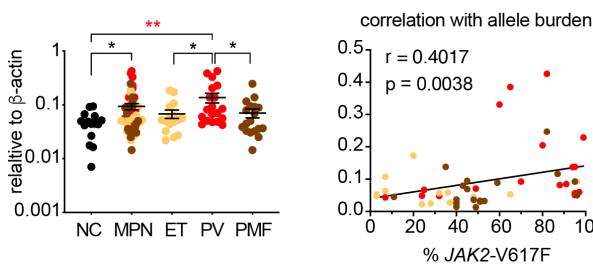 correlation with allele burden
**
*
*
*
relaltive to β-actin
1
0.1
0.01
0.001
NC MPN ET PV PMF
r = 0.4017
p = 0.0038
0.5
0.4
0.3
0.2
0.1
0.0
0 20 40 60 80 100
% JAK2-V617F